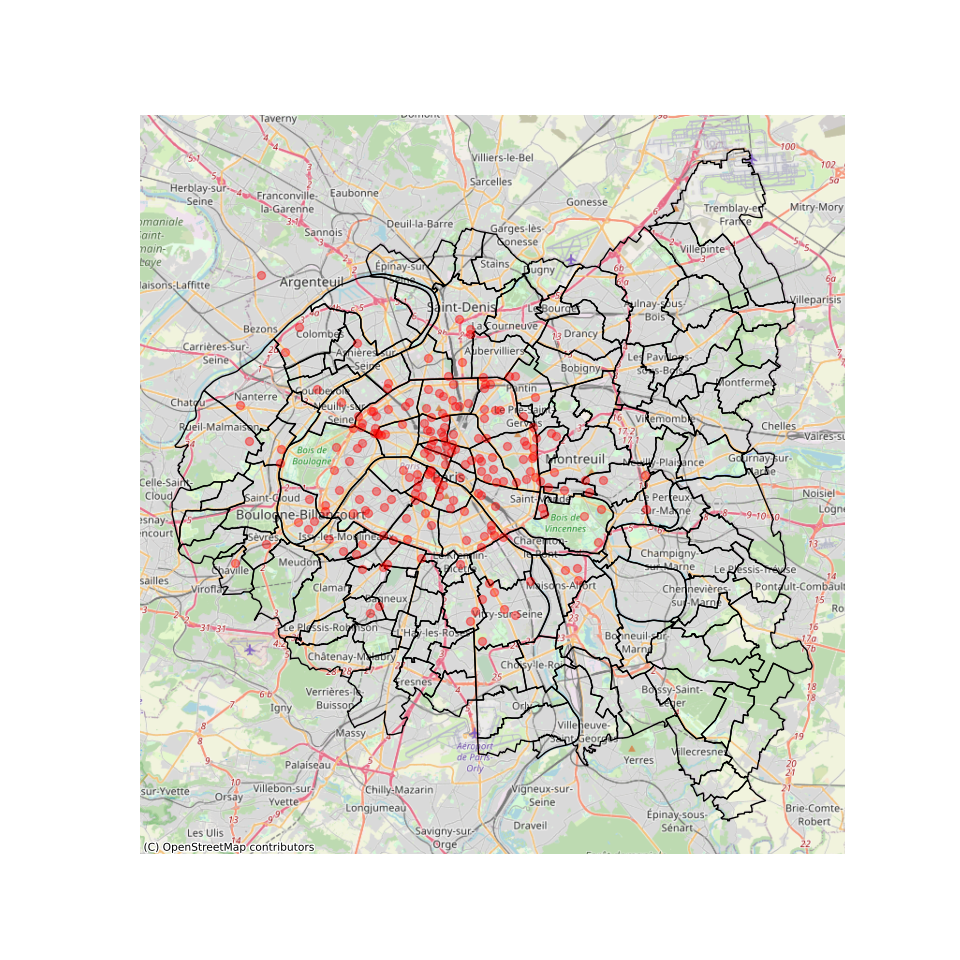 Taverny
Villiers-le-Bel
100
102
5a
Sarcelles
Herblay-sur-
Seine
Franconville-
la-Garenne
Eaubonne
Gonesse
Tremblay-en-
France
Mitry-Mory
Deuil-la-Barre
Garges-lès-
Gonesse
Sannois
Villepinte
Épinay-sur-
Stains
Dugny
6b
6a
Argenteuil
Villeparisis
Saint-Denis
Le Bourget
Aulnay-sous-
Bois
Bezons
Colombes
La Courneuve
Drancy
Carrières-sur-
Seine
Asnières-sur-
Seine
Aubervilliers
Bobigny
Les Pavillons-
sous-Bois
Montfermeil
Courbevoie
Pantin
Chatou
Nanterre
Neuilly-sur-
Seine
Le Pré-Saint-
Gervais
Villemomble
Chelles
Rueil-Malmaison
Vaires-su
Bois de
Boulogne
Montreuil
Neuilly-Plaisance
Gournay-sur-
Marne
Paris
Celle-Saint-
Cloud
Saint-Cloud
Saint-Mandé
Le Perreux-
sur-Marne
Noisiel
Boulogne-Billancourt
Bois de
Vincennes
Sèvres
Issy-les-Moulineaux
Charenton-
le-Pont
Le Kremlin-
Bicêtre
Champigny-
sur-Marne
Chaville
Meudon
Le Plessis-Trévise
Viroflay
Clamart
Maisons-Alfort
Chennevières-
sur-Marne
Pontault-Combault
Bagneux
Vitry-sur-Seine
Le Plessis-Robinson
L'Haÿ-les-Roses
Bonneuil-sur-
Marne
Châtenay-Malabry
Choisy-le-Roi
Fresnes
Verrières-le-
Buisson
Boissy-Saint-
Léger
Igny
Orly
Massy
Villeneuve-
Saint-Georges
Aéroport
de Paris
Orly
Villecresnes
Yerres
Palaiseau
Villebon-sur-
Yvette
Chilly-Mazarin
Vigneux-sur-
Seine
sur-Yvette
Orsay
Longjumeau
Brie-Comte-
Robert
Draveil
Épinay-sous-
Sénart
Les Ulis
Savigny-sur-
Orge
(C) OpenStreetMap contributors